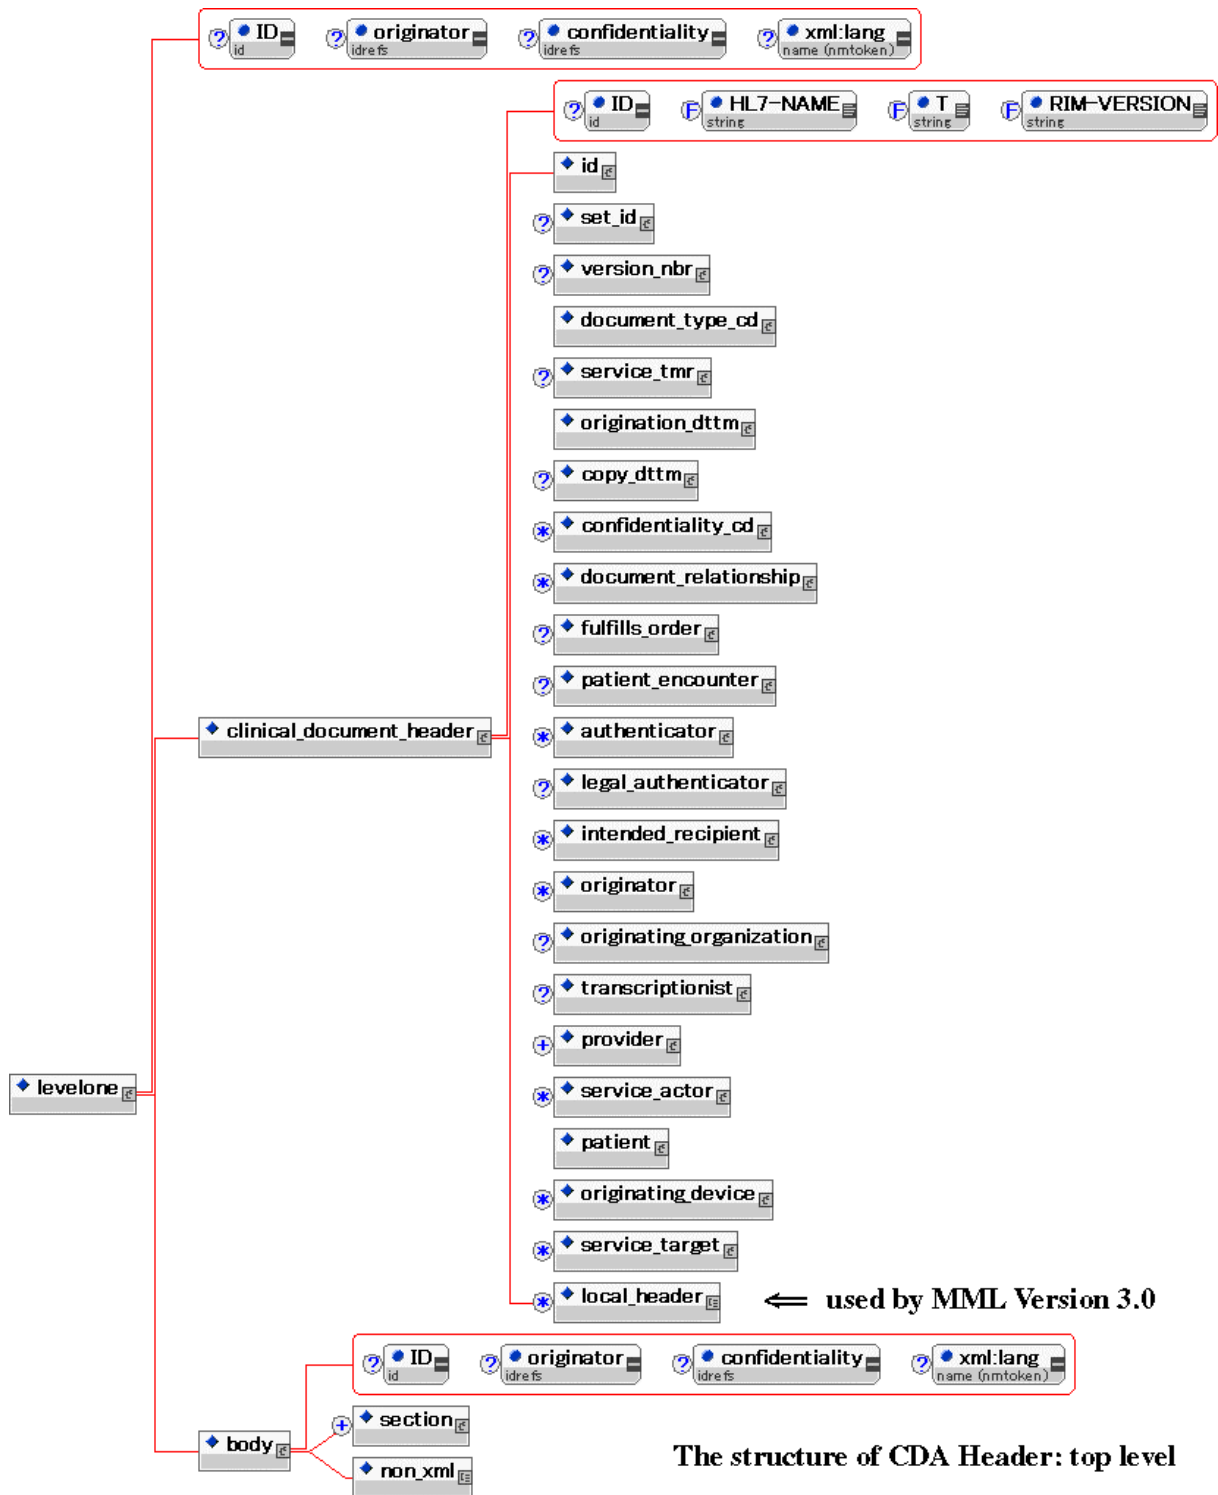 ? ID id ? originator idrefs ? confidentiality idrefs ? xml:lang name (nmtoken)
? ID id F HL7-NAME string F T string F RIM-VERSION string
id
? set_id
? version_nbr
document_type_cd
? service_tmr
origination_dttm
? copy_dttm
* confidentiality_cd
* document_relationship
? fulfills_order
? patient_encounter
clinical_document_header
* authenticator
? legal_authenticator
* intended_recipient
* originator
? originating_organization
? transcriptionist
+ provider
levelone
* service_actor
patient
* originating_device
* service_target
* local_header ⇐ used by MML Version 3.0
? ID id ? originator idrefs ? confidentiality idrefs ? xml:lang name (nmtoken)
+ section
body
non_xml
The structure of CDA Header: top level